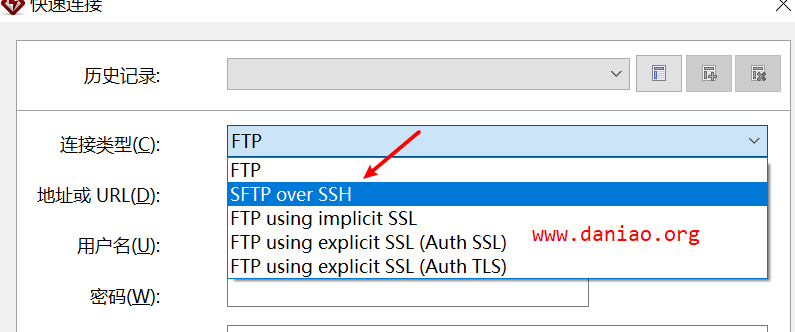 快速连接
历史记录:
连接类型(C): FTP
FTP
地址或 URL(D): SFTP over SSH
FTP using implicit SSL
用户名(U): FTP using explicit SSL (Auth SSL) www.daniao.org
FTP using explicit SSL (Auth TLS)
密码(W):